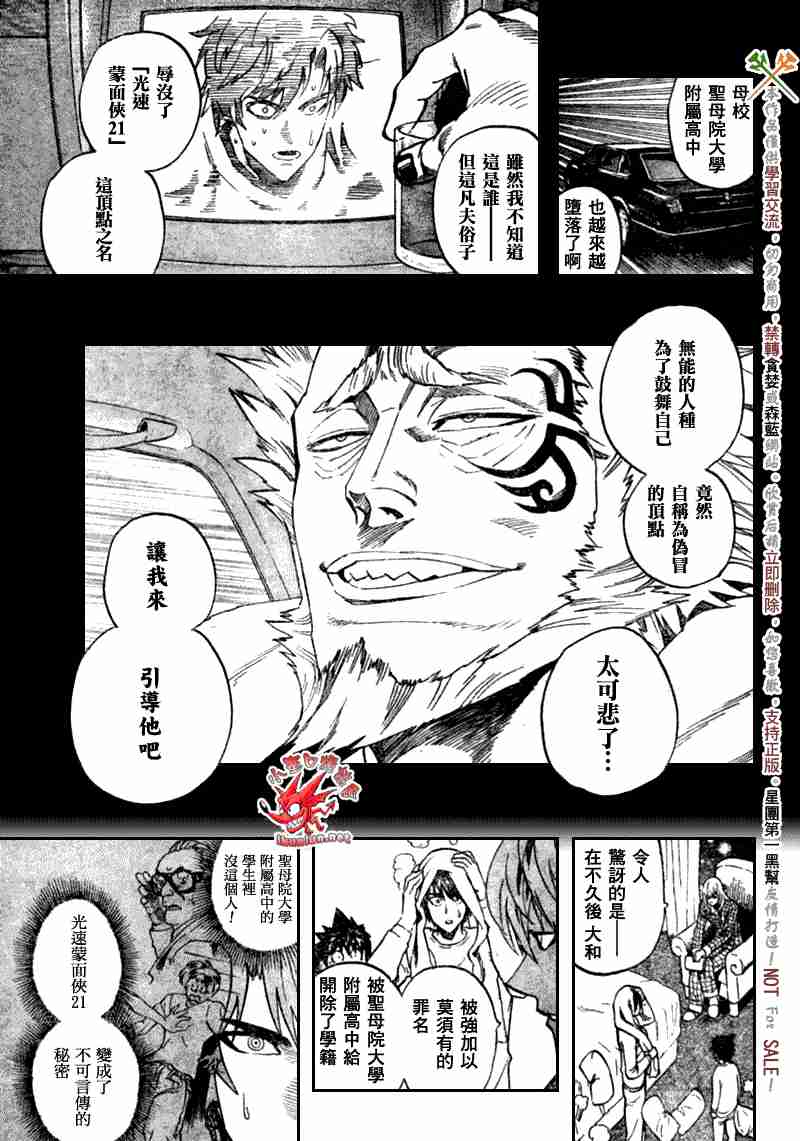 母校
聖母院大學
附屬高中
也越來越
墮落了啊
雖然我不知道
這是誰——
但這凡夫俗子
辱沒了
「光速
蒙面俠21」
這頂點之名
無能的人種
為了鼓舞自己
竟然
自稱為偽冒
的頂點
太可悲了…
讓我來
引導他吧
令人
驚訝的是——
在不久後 大和
被強加以
莫須有的
罪名
被聖母院大學
附屬高中給
開除了學籍
聖母院大學
附屬高中的
學生裡
沒這個人!
光速蒙面俠21
變成了
不可言傳的
秘密
本作品僅供學習交流,切勿商用,禁轉貪婪或森藍網站。欣賞后請立即刪除,如您喜歡,支持正版。星團第一黑幫友情打造—NOT For SALE—